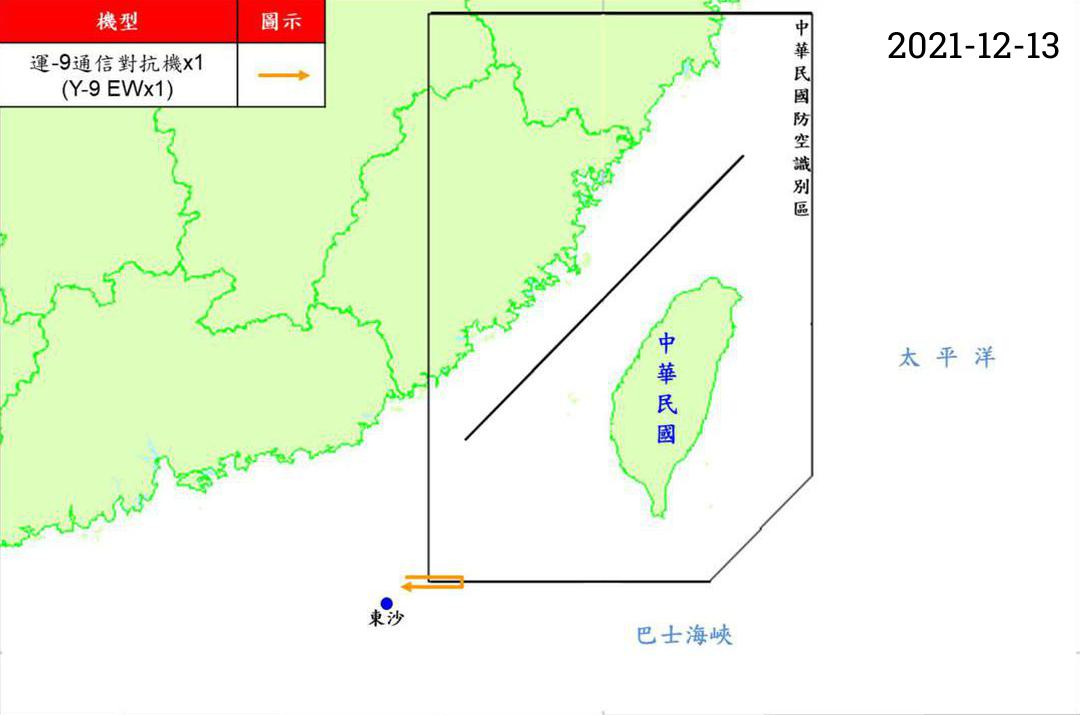 機型
圖示
運-9通信對抗機x1
(Y-9 EWx1)
2021-12-13
中華民國防空識別區
中華民國
太平洋
東沙
巴士海峽